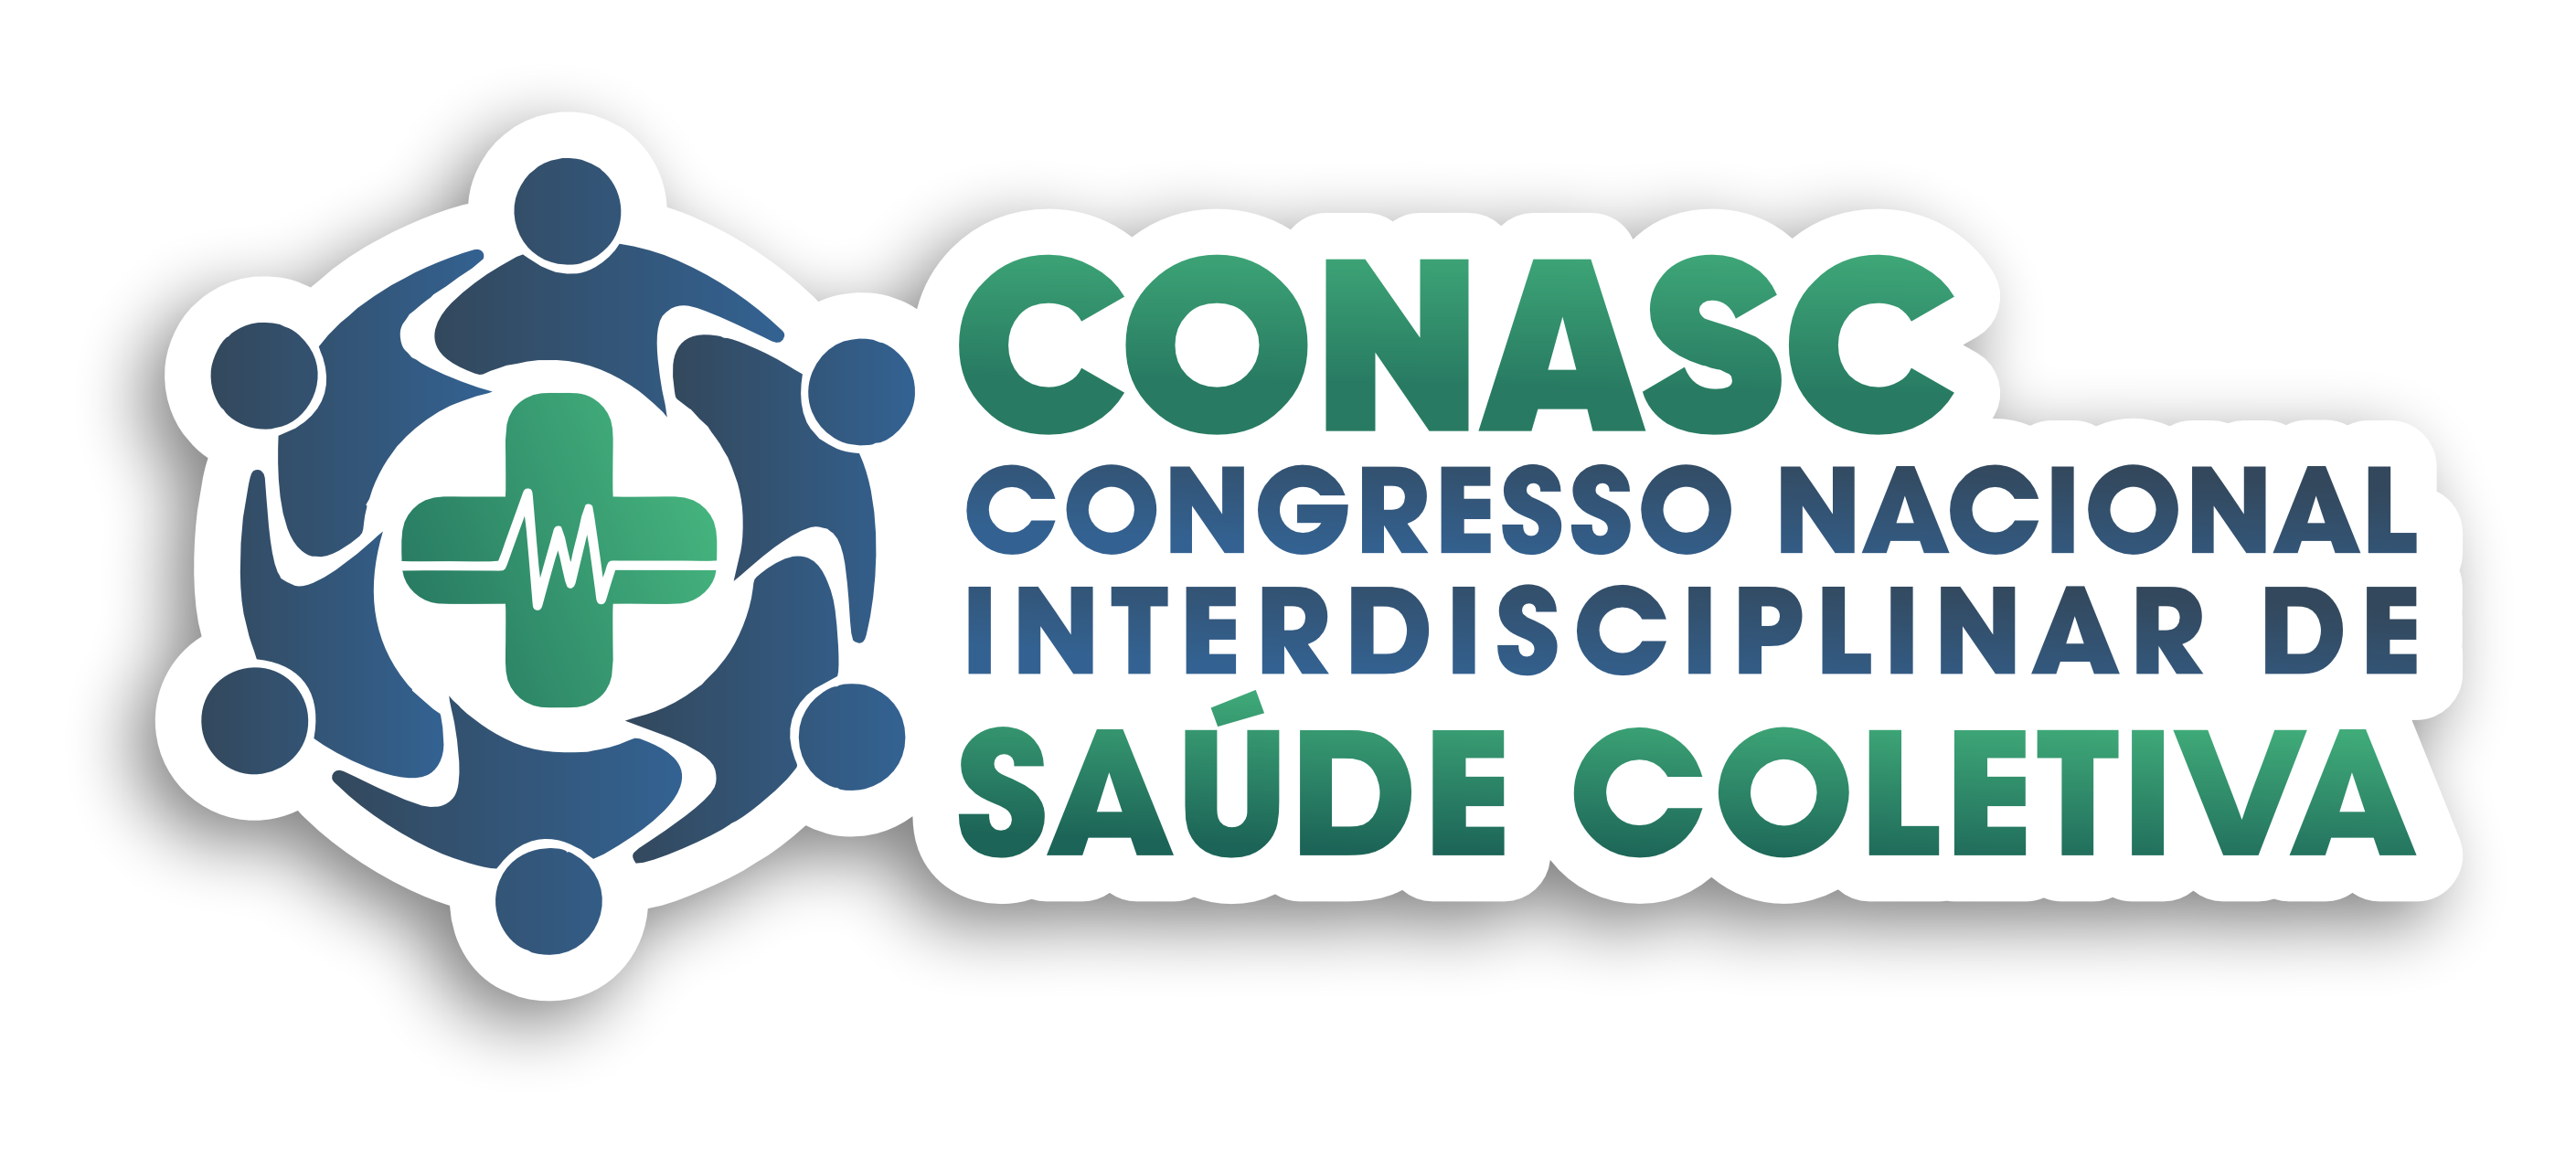 CONASC
CONGRESSO NACIONAL
INTERDISCIPLINAR DE
SAÚDE COLETIVA